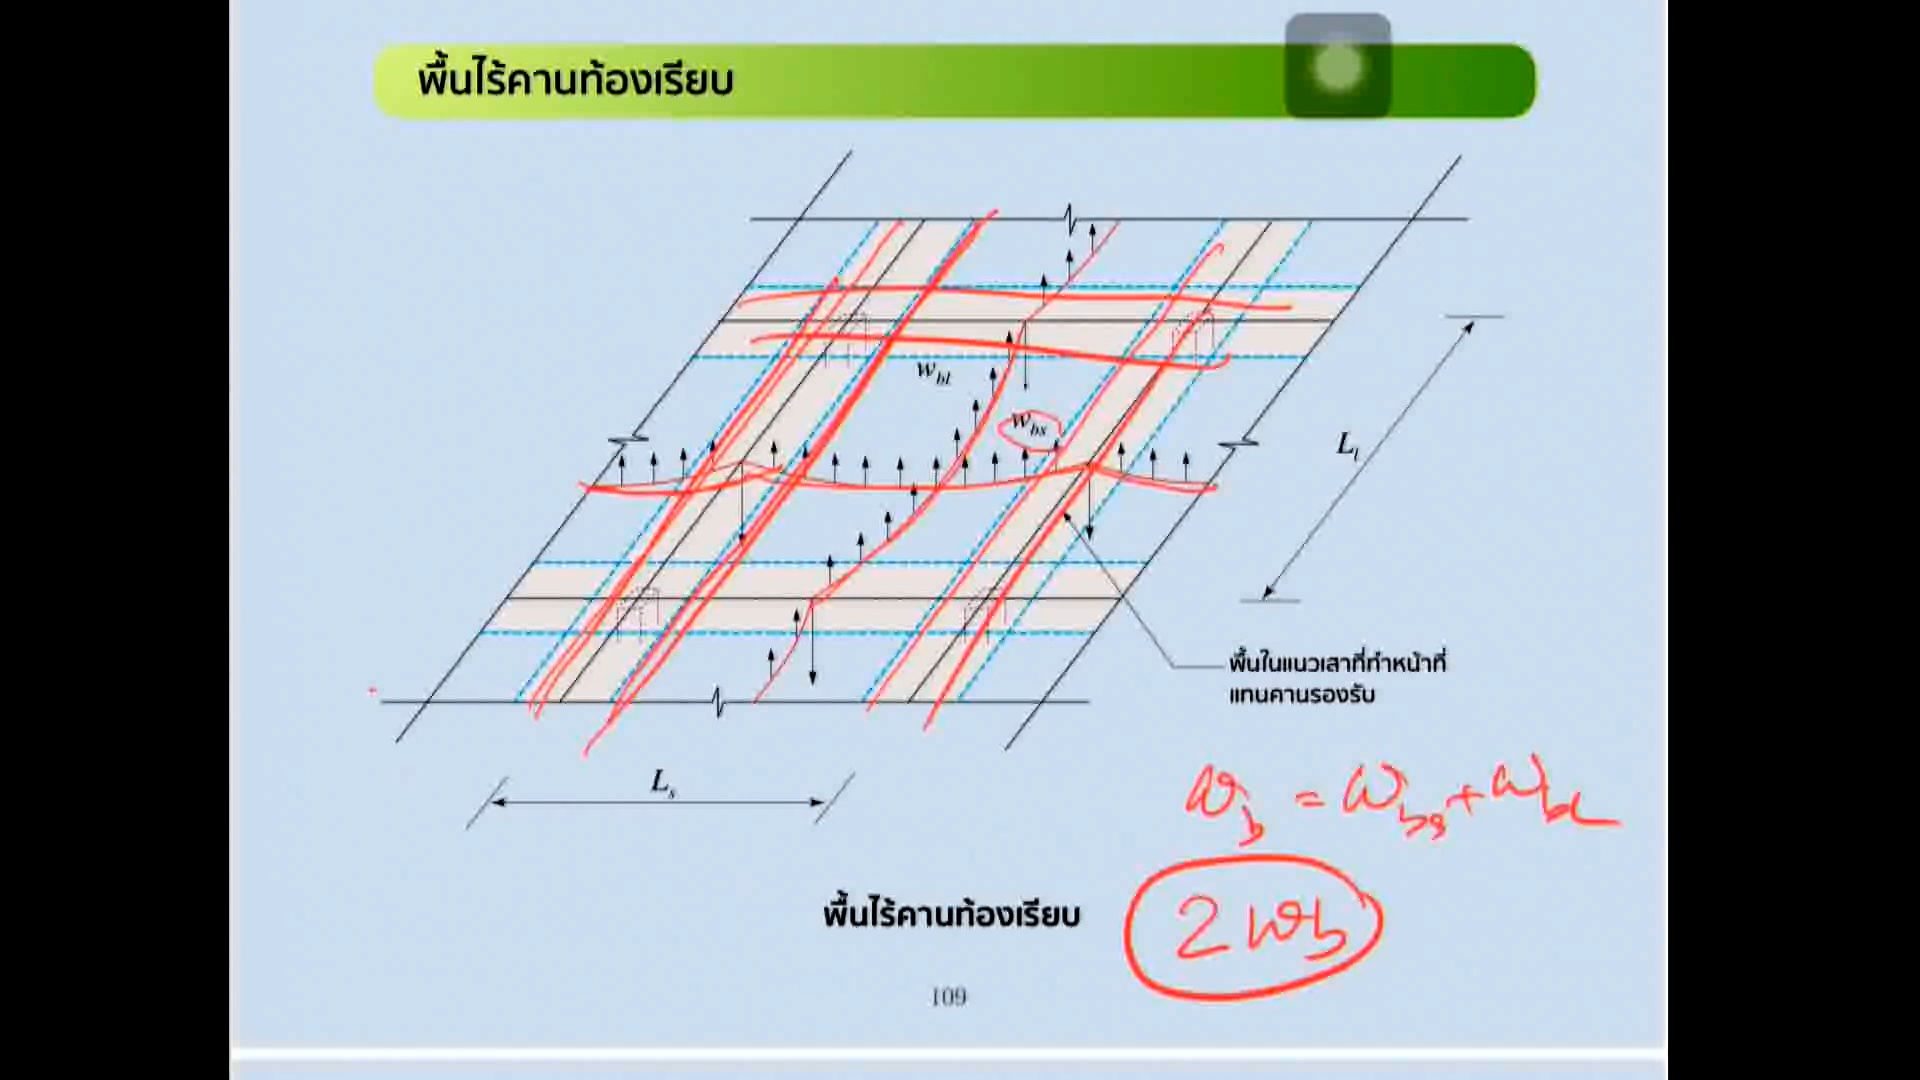 พื้นไร้คานท้องเรียบ
w_bl
w_bs
L_l
พื้นในแนวเสาที่ทำหน้าที่
แทนคานรองรับ
L_s
w_b = w_bs + w_bl
พื้นไร้คานท้องเรียบ
2 w_b
109